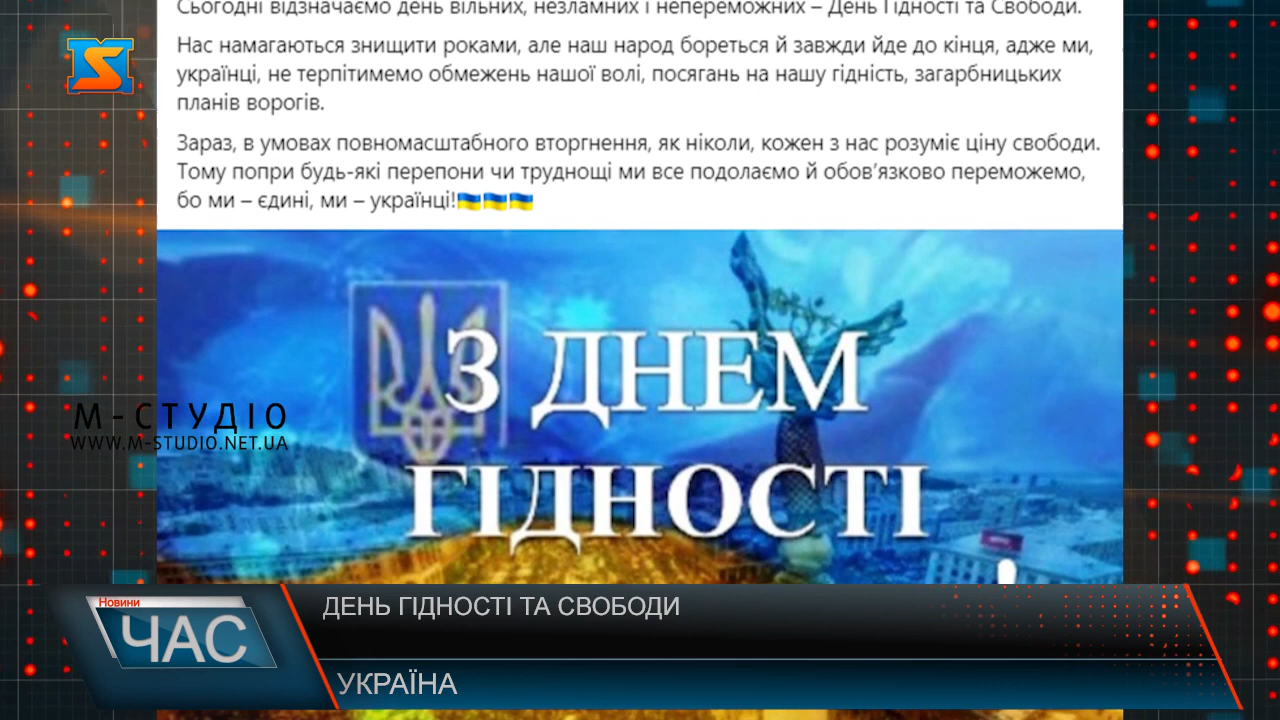 Сьогодні відзначаємо день вільних, незламних і непереможних – День Гідності та Свободи.
Нас намагаються знищити роками, але наш народ бореться й завжди йде до кінця, адже ми,
українці, не терпітимемо обмежень нашої волі, посягань на нашу гідність, загарбницьких
планів ворогів.
Зараз, в умовах повномасштабного вторгнення, як ніколи, кожен з нас розуміє ціну свободи.
Тому попри будь-які перепони чи труднощі ми все подолаємо й обов’язково переможемо,
бо ми – єдині, ми – українці!🇺🇦🇺🇦🇺🇦
З ДНЕМ
ГІДНОСТІ
М-СТУДІО
WWW.M-STUDIO.NET.UA
Новини
ЧАС
ДЕНЬ ГІДНОСТІ ТА СВОБОДИ
УКРАЇНА